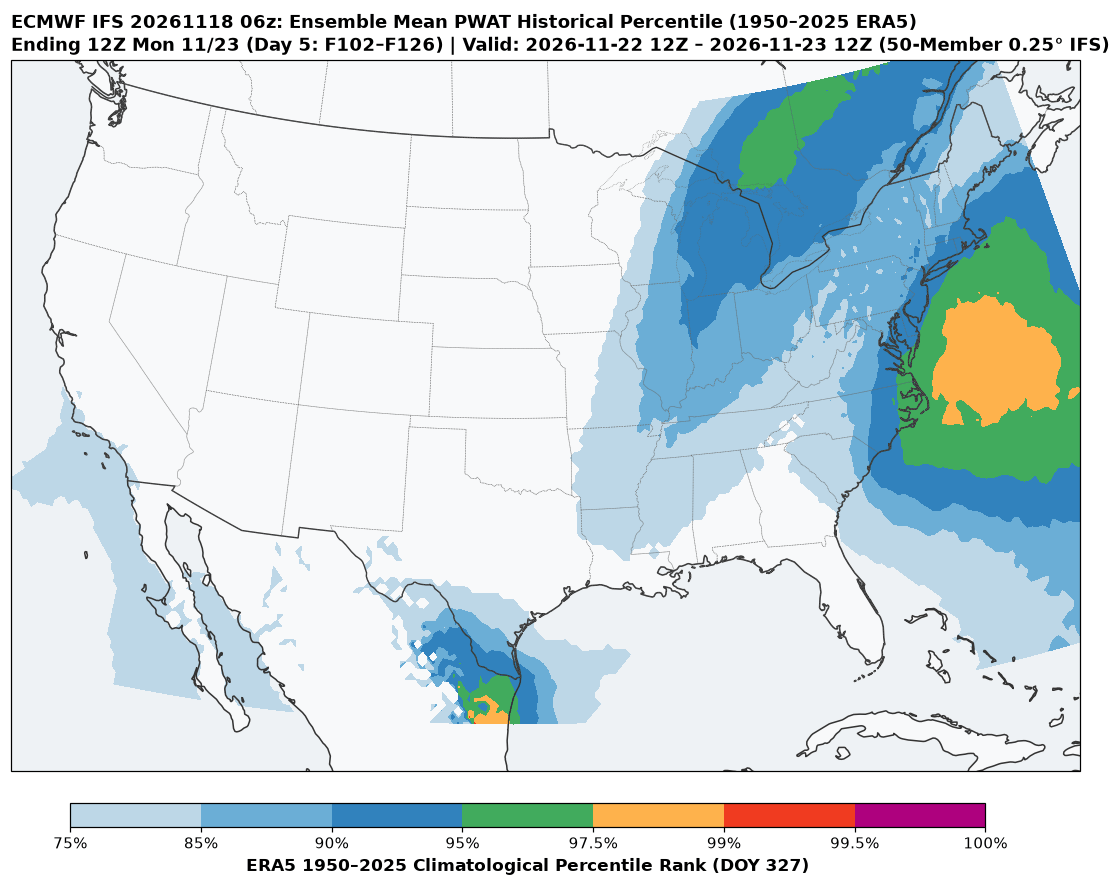 ECMWF IFS 20261118 06z: Ensemble Mean PWAT Historical Percentile (1950–2025 ERA5)
Ending 12Z Mon 11/23 (Day 5: F102–F126) | Valid: 2026-11-22 12Z – 2026-11-23 12Z (50-Member 0.25° IFS)
75% 85% 90% 95% 97.5% 99% 99.5% 100%
ERA5 1950–2025 Climatological Percentile Rank (DOY 327)